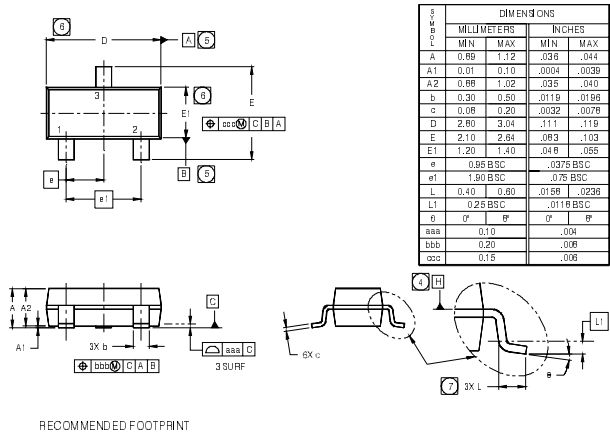 6
D
A 5
3
E
E1
6
ccc M C B A
1 2
B 5
e
e1
SYMBOL
DIMENSIONS
MILLIMETERS INCHES
MIN MAX MIN MAX
A 0.89 1.12 .036 .044
A1 0.01 0.10 .0004 .0039
A2 0.88 1.02 .035 .040
b 0.30 0.50 .0119 .0196
c 0.08 0.20 .0032 .0078
D 2.80 3.04 .111 .119
E 2.10 2.64 .083 .103
E1 1.20 1.40 .048 .055
e 0.95 BSC .0375 BSC
e1 1.90 BSC .075 BSC
L 0.40 0.60 .0158 .0236
L1 0.25 BSC .0118 BSC
θ 0° 8° 0° 8°
aaa 0.10 .004
bbb 0.20 .008
ccc 0.15 .006
A A2
A1
3X b
bbb M C A B
C
aaa C
3 SURF
6X c
4 H
L1
θ
7 3X L
RECOMMENDED FOOTPRINT